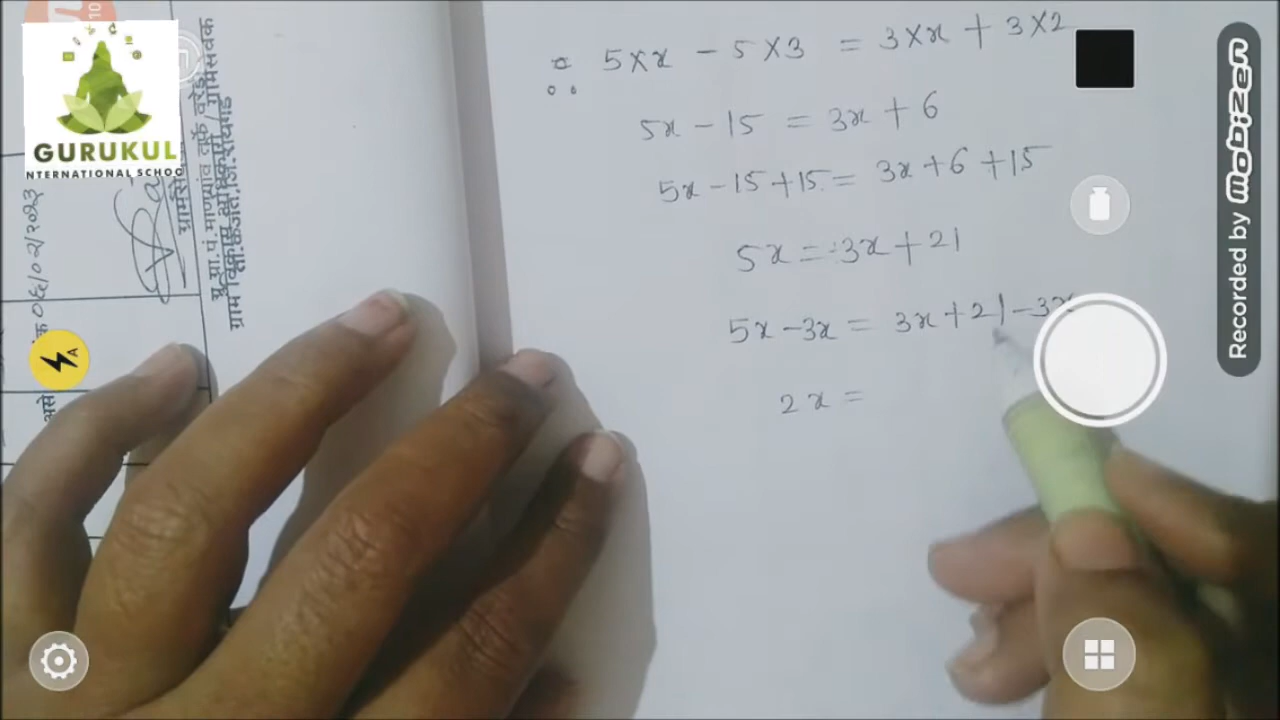 GURUKUL
INTERNATIONAL SCHOO
∴ 5×x - 5×3 = 3×x + 3×2
5x - 15 = 3x + 6
5x - 15 + 15 = 3x + 6 + 15
5x = 3x + 21
5x - 3x = 3x + 21 - 3x
2x =
Recorded by mobizen